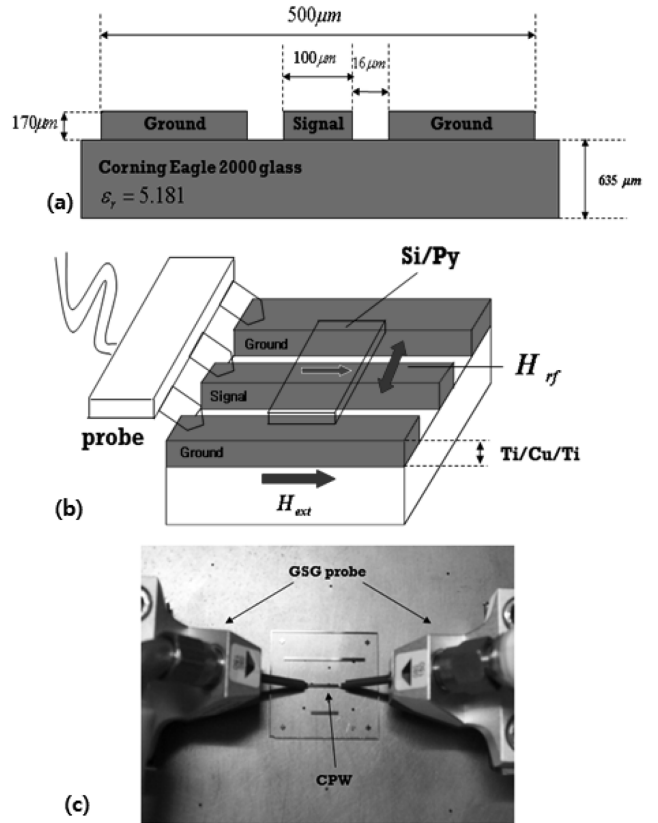 500μm
100μm
16μm
170μm
Ground
Signal
Ground
Corning Eagle 2000 glass
εr = 5.181
635 μm
(a)
Si/Py
Ground
Signal
Hrf
probe
Ground
Ti/Cu/Ti
Hext
(b)
GSG probe
CPW
(c)